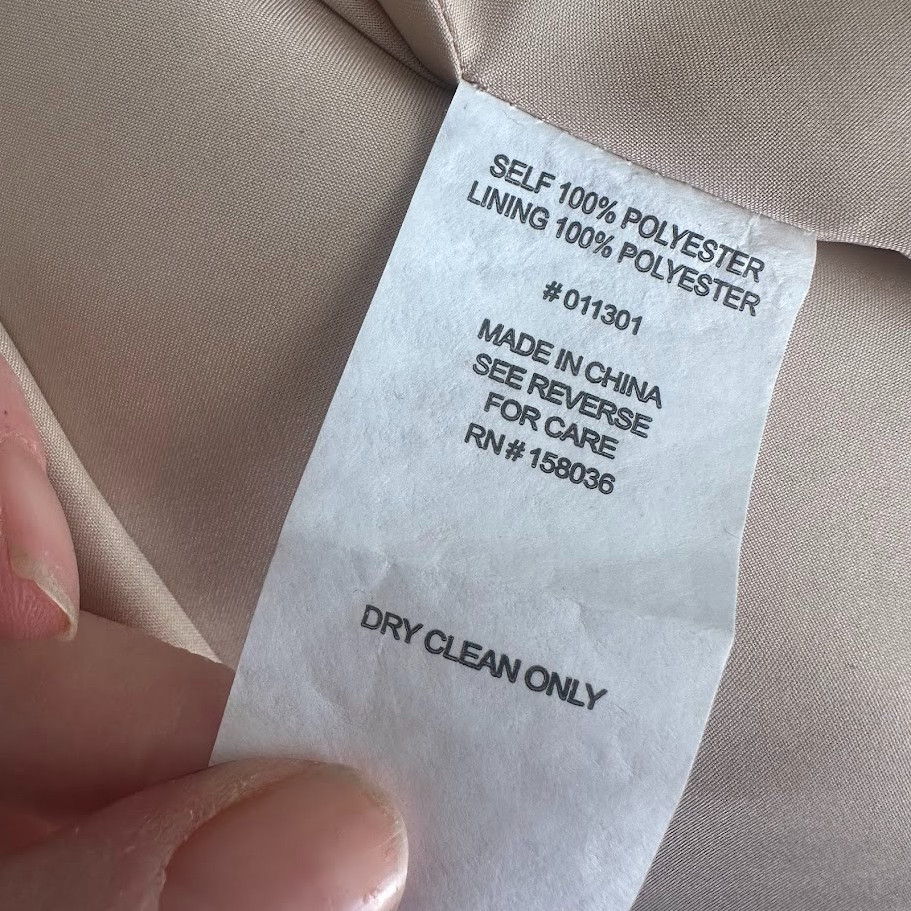 SELF 100% POLYESTER
LINING 100% POLYESTER
#011301
MADE IN CHINA
SEE REVERSE
FOR CARE
RN#158036
DRY CLEAN ONLY